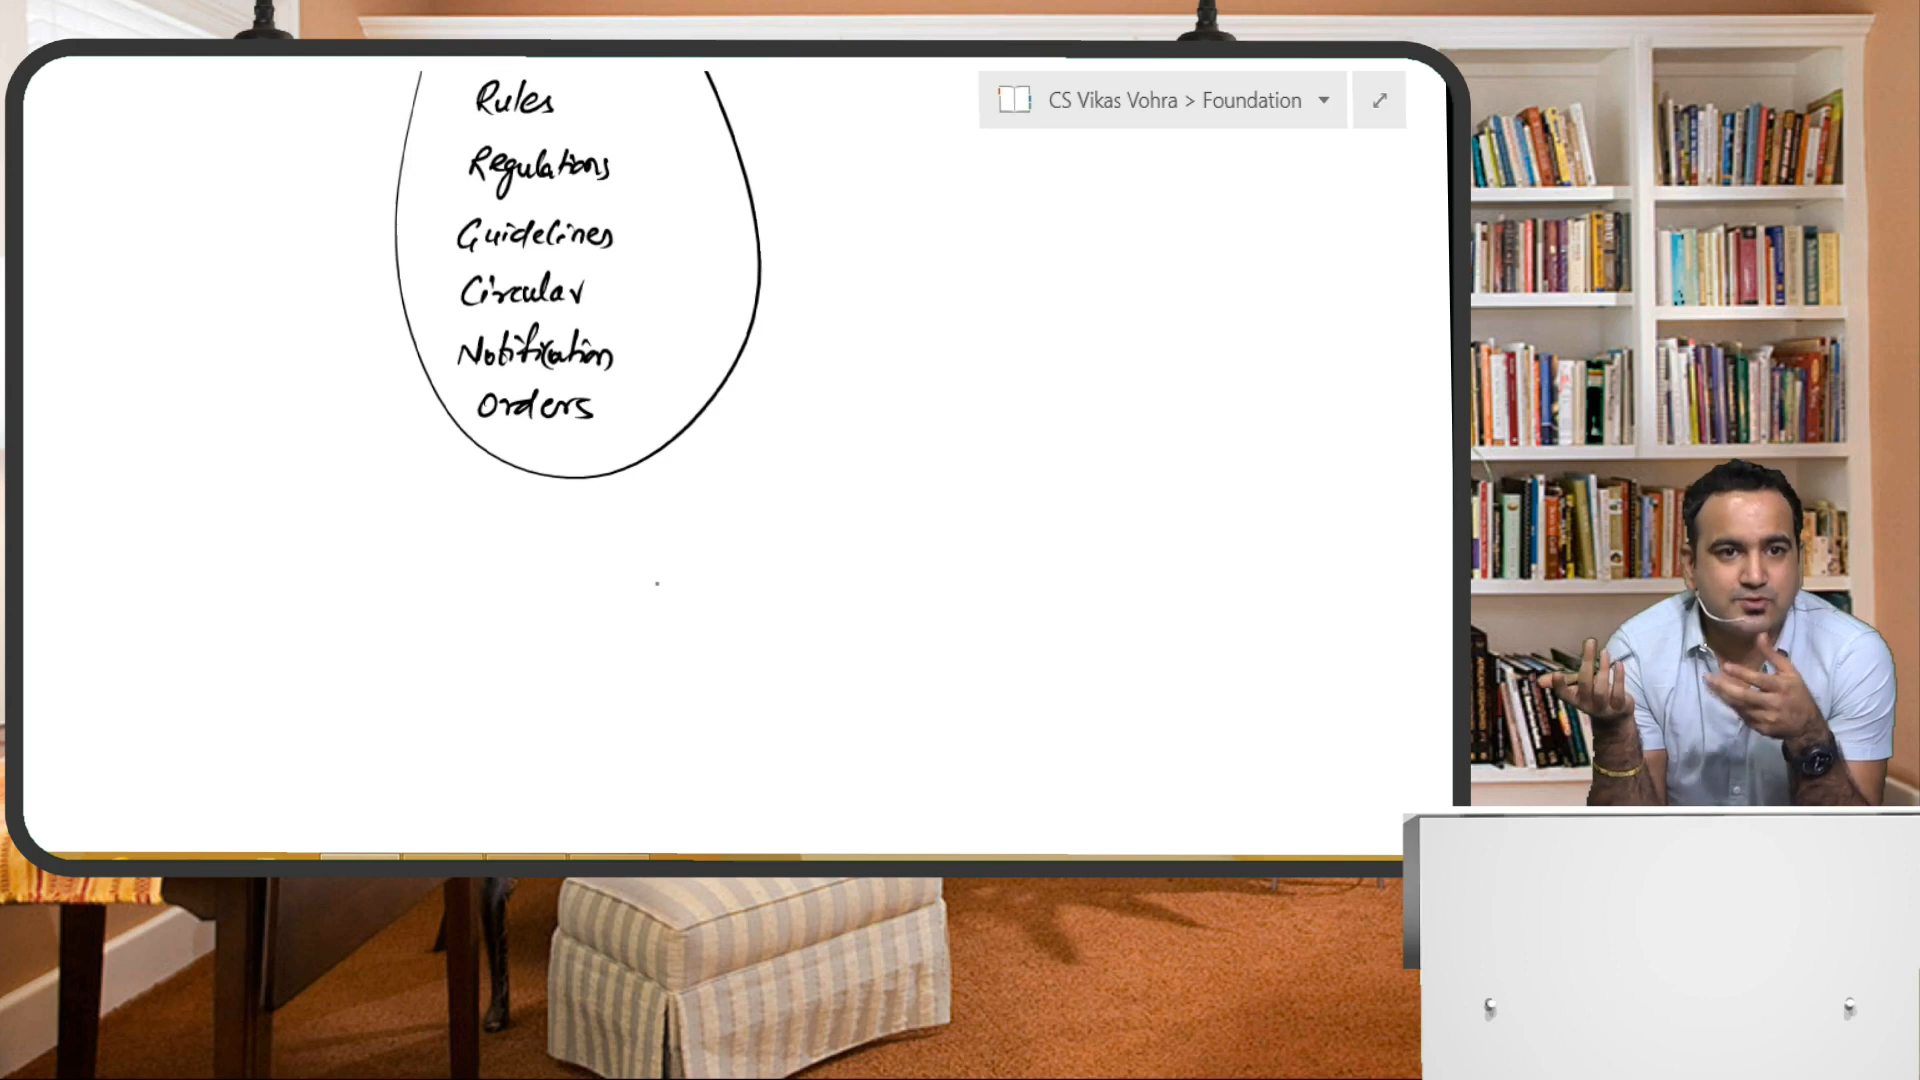 CS Vikas Vohra > Foundation
Rules
Regulations
Guidelines
Circular
Notification
Orders